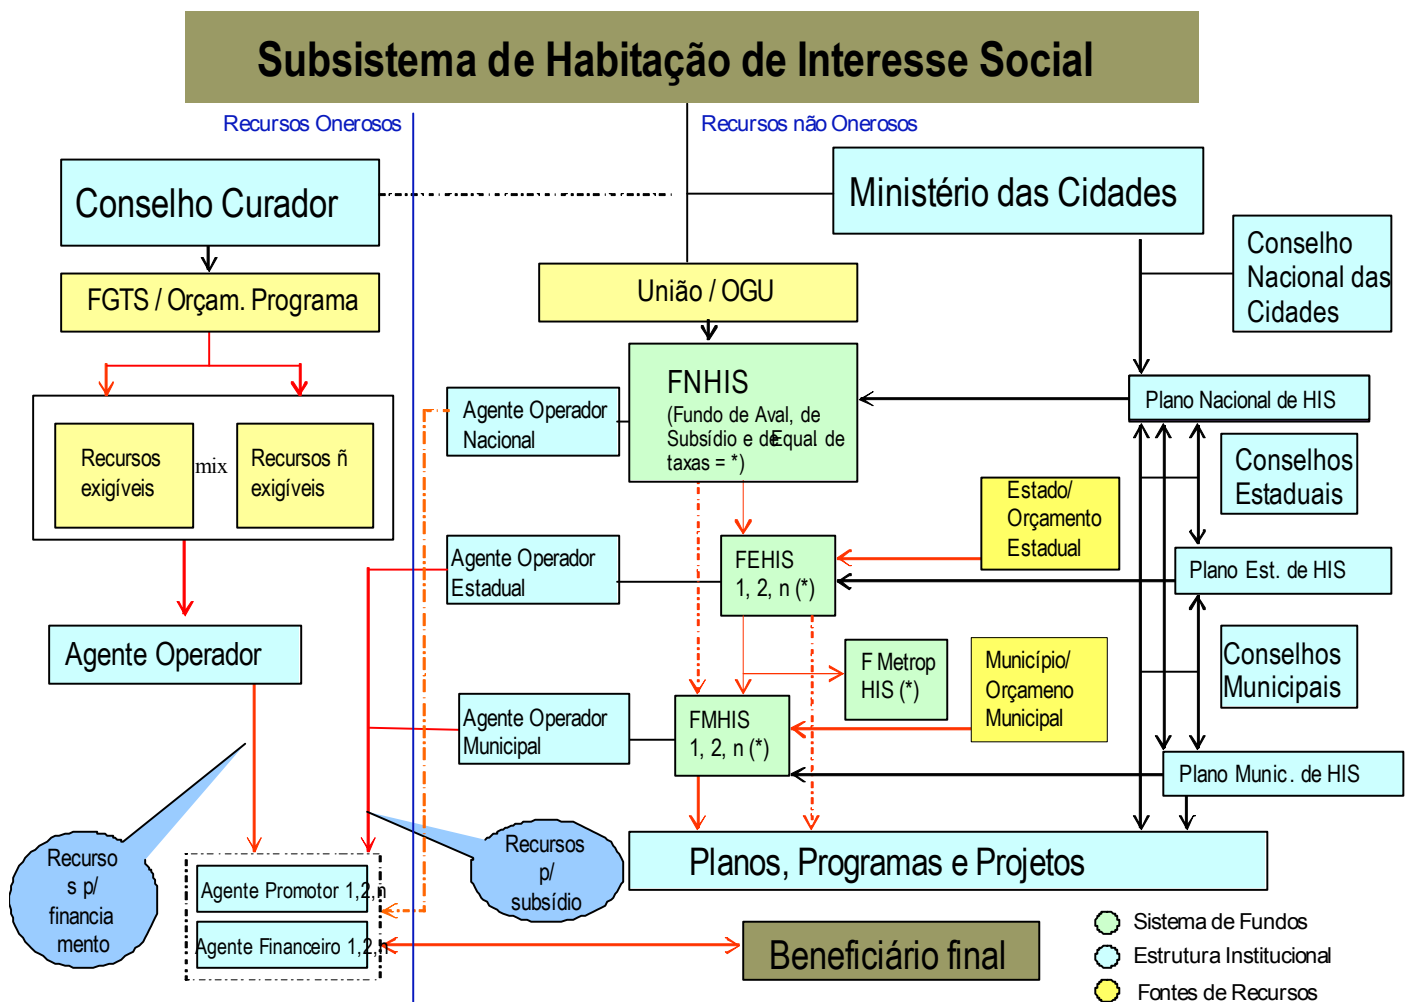 Subsistema de Habitação de Interesse Social
Recursos Onerosos
Recursos não Onerosos
Conselho Curador
Ministério das Cidades
Conselho
Nacional das
Cidades
FGTS / Orçam. Programa
União / OGU
FNHIS
(Fundo de Aval, de
Subsídio e de Equal de
taxas = *)
Agente Operador
Nacional
Plano Nacional de HIS
Recursos
exigíveis
mix
Recursos ñ
exigíveis
Conselhos
Estaduais
Estado/
Orçamento
Estadual
Agente Operador
Estadual
FEHIS
1, 2, n (*)
Plano Est. de HIS
Agente Operador
F Metrop
HIS (*)
Município/
Orçameno
Municipal
Conselhos
Municipais
Agente Operador
Municipal
FMHIS
1, 2, n (*)
Plano Munic. de HIS
Recurso
s p/
financia
mento
Recursos
p/
subsídio
Planos, Programas e Projetos
Agente Promotor 1,2,n
Agente Financeiro 1,2,n
Beneficiário final
Sistema de Fundos
Estrutura Institucional
Fontes de Recursos